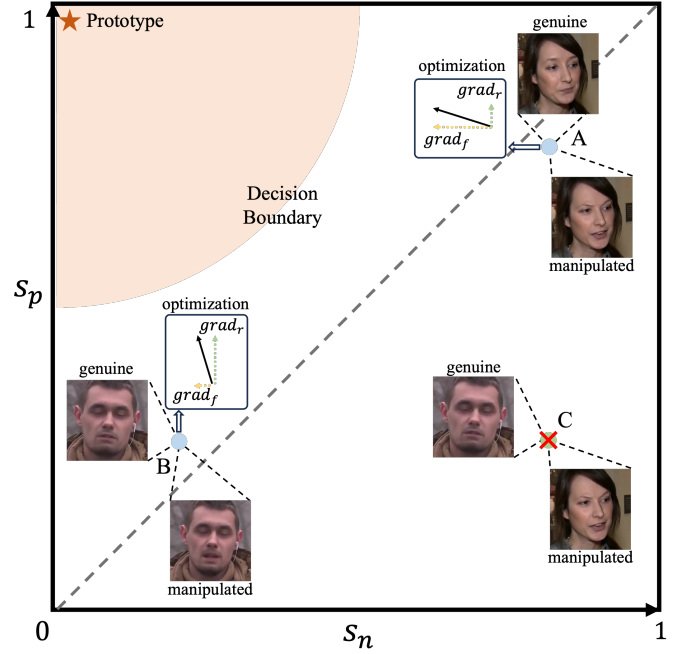 1
Prototype
genuine
optimization
grad_r
grad_f
A
Decision
Boundary
manipulated
s_p
optimization
grad_r
genuine
grad_f
genuine
C
B
manipulated
manipulated
0
s_n
1